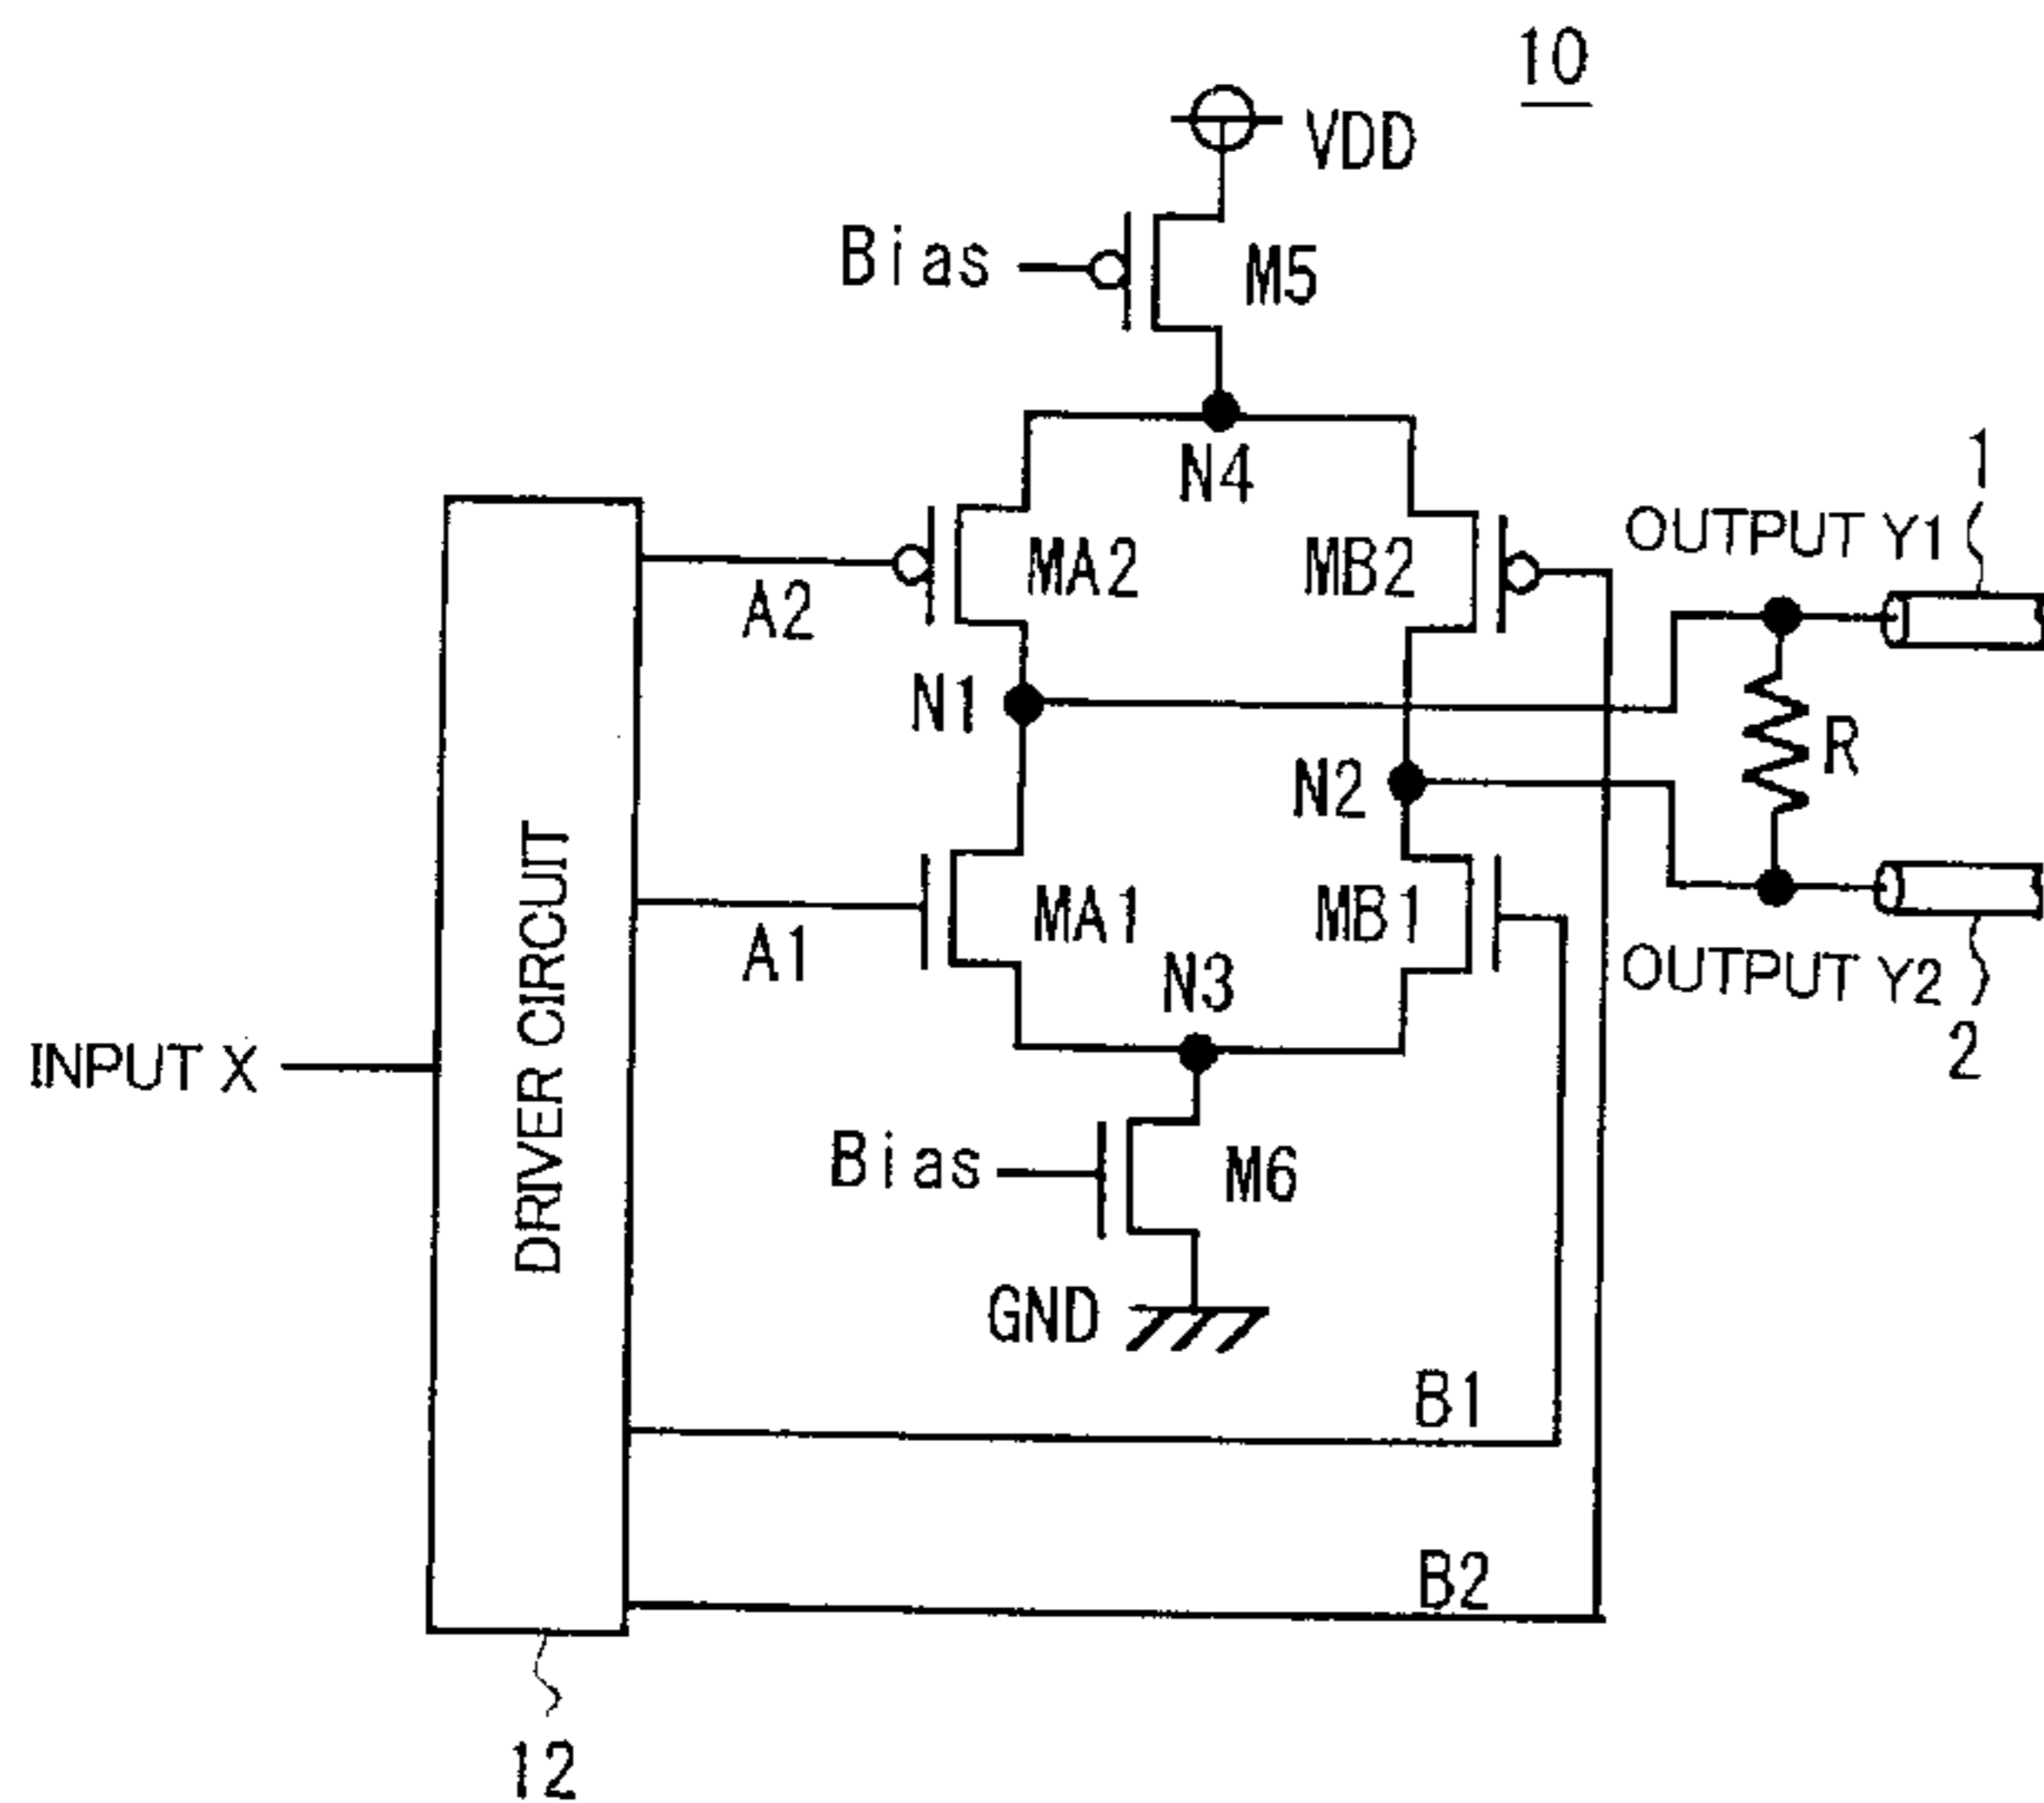 10
VDD
Bias
M5
N4
1
OUTPUT Y1
MA2
MB2
A2
N1
R
N2
DRIVER CIRCUIT
MA1
MB1
A1
N3
OUTPUT Y2
2
INPUT X
Bias
M6
GND
B1
B2
12